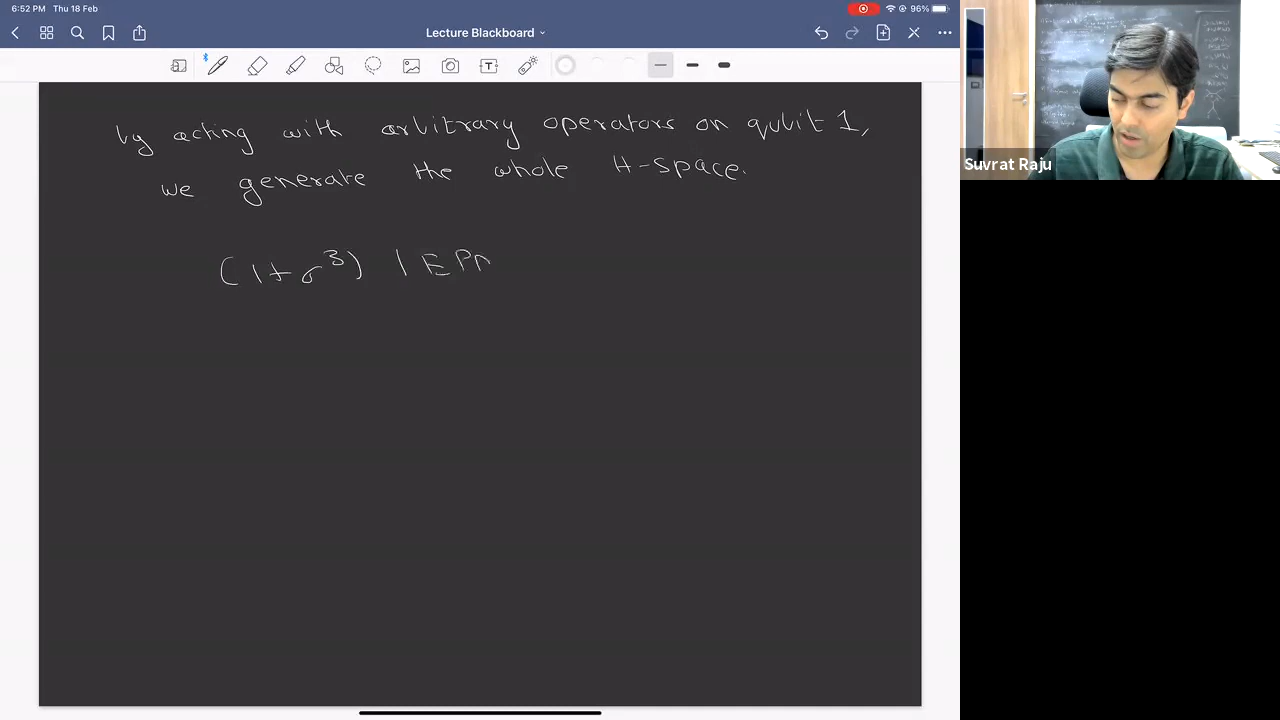 6:52 PM Thu 18 Feb
96%
Lecture Blackboard
T
by acting with arbitrary operators on qubit 1,
we generate the whole H-space.
(1+σ³) |EPR
Suvrat Raju